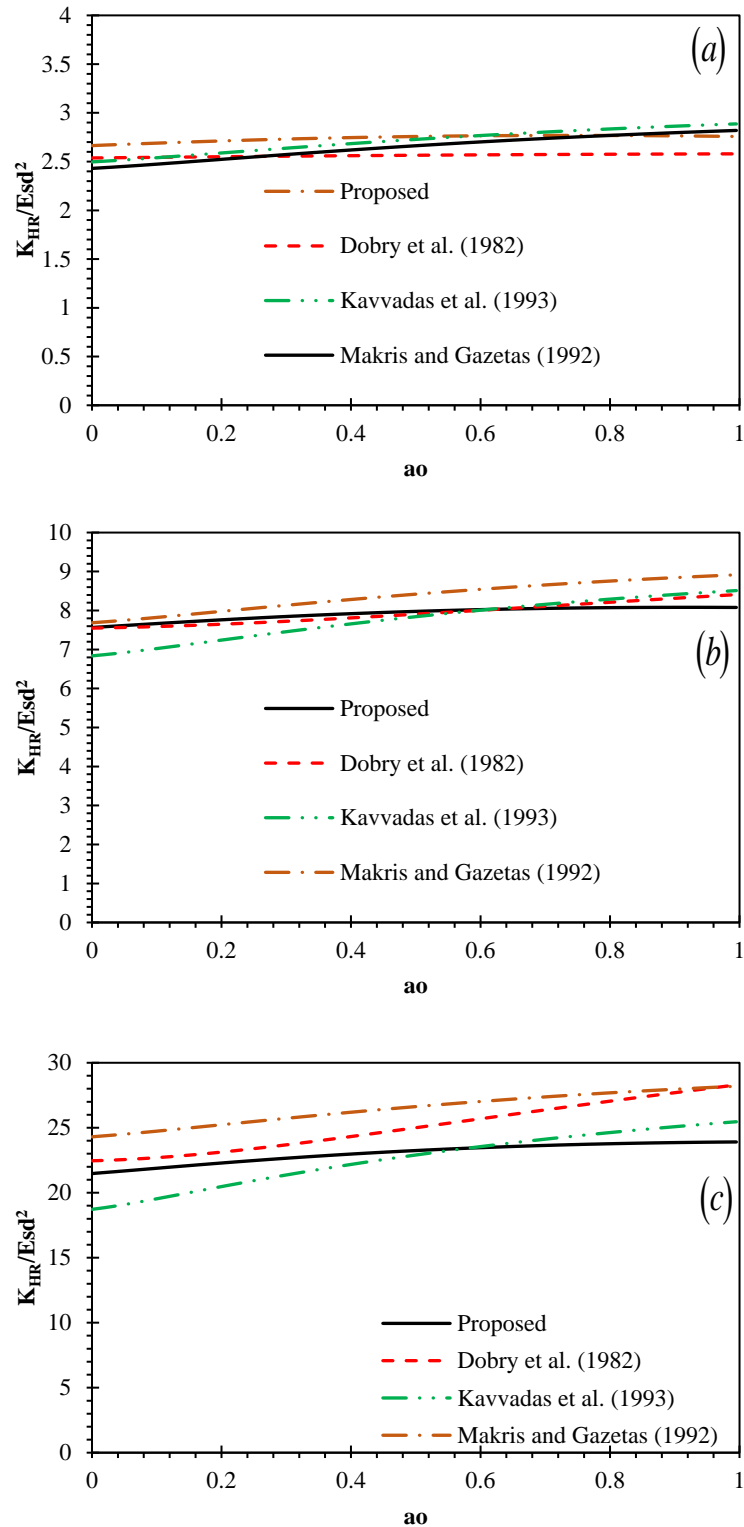 4
(a)
3.5
3
2.5
2
1.5
1
0.5
0
K_HR/Esd²
Proposed
Dobry et al. (1982)
Kavvadas et al. (1993)
Makris and Gazetas (1992)
0 0.2 0.4 0.6 0.8 1
ao
10
9
8
7
6
5
4
3
2
1
0
K_HR/Esd²
(b)
Proposed
Dobry et al. (1982)
Kavvadas et al. (1993)
Makris and Gazetas (1992)
0 0.2 0.4 0.6 0.8 1
ao
30
25
20
15
10
5
0
K_HR/Esd²
(c)
Proposed
Dobry et al. (1982)
Kavvadas et al. (1993)
Makris and Gazetas (1992)
0 0.2 0.4 0.6 0.8 1
ao